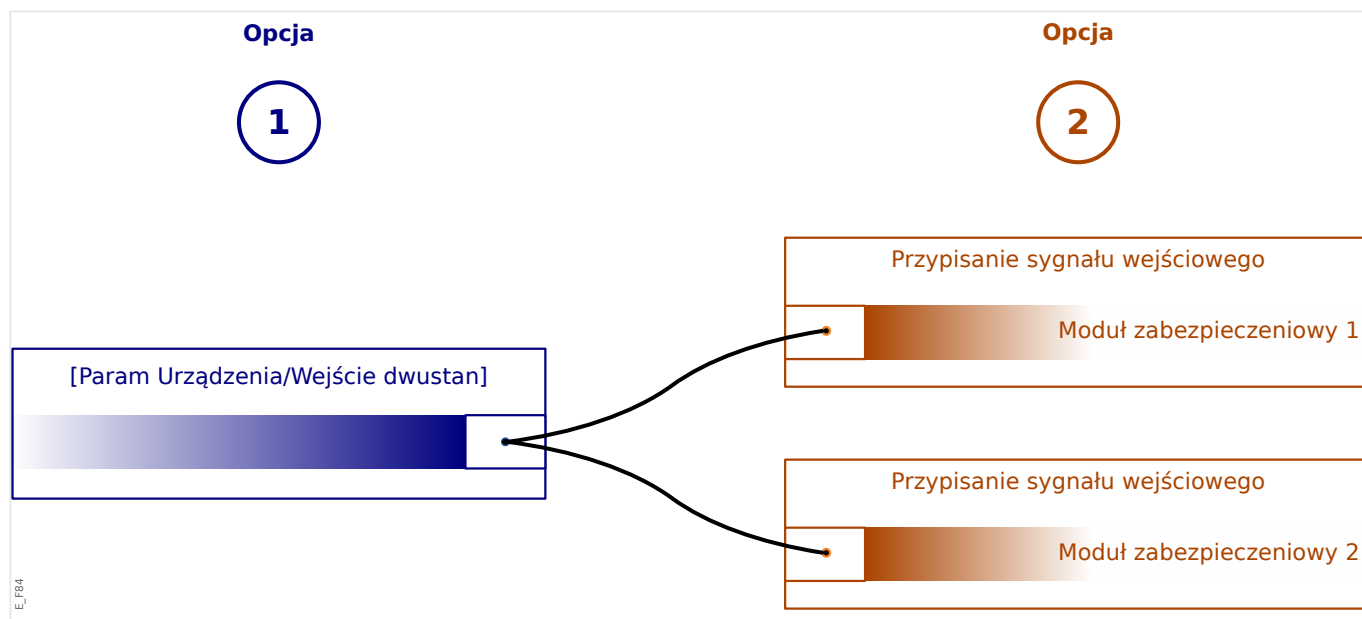 Opcja
1
[Param Urządzenia/Wejście dwustan]
Opcja
2
Przypisanie sygnału wejściowego
Moduł zabezpieczeniowy 1
Przypisanie sygnału wejściowego
Moduł zabezpieczeniowy 2
E_F84